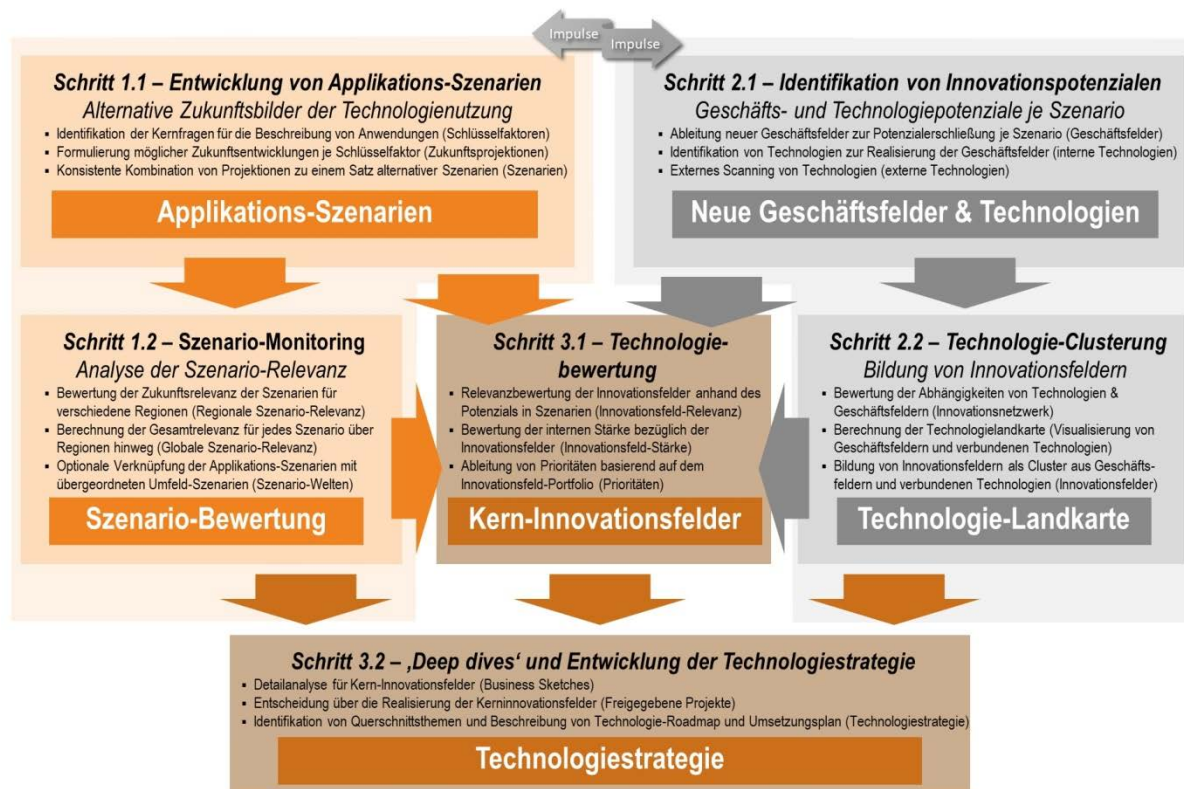 Impulse
Impulse
Schritt 1.1 – Entwicklung von Applikations-Szenarien
Alternative Zukunftsbilder der Technologienutzung
▪ Identifikation der Kernfragen für die Beschreibung von Anwendungen (Schlüsselfaktoren)
▪ Formulierung möglicher Zukunftsentwicklungen je Schlüsselfaktor (Zukunftsprojektionen)
▪ Konsistente Kombination von Projektionen zu einem Satz alternativer Szenarien (Szenarien)
Applikations-Szenarien
Schritt 2.1 – Identifikation von Innovationspotenzialen
Geschäfts- und Technologiepotenziale je Szenario
▪ Ableitung neuer Geschäftsfelder zur Potenzialerschließung je Szenario (Geschäftsfelder)
▪ Identifikation von Technologien zur Realisierung der Geschäftsfelder (interne Technologien)
▪ Externes Scanning von Technologien (externe Technologien)
Neue Geschäftsfelder & Technologien
Schritt 1.2 – Szenario-Monitoring
Analyse der Szenario-Relevanz
▪ Bewertung der Zukunftsrelevanz der Szenarien für
verschiedene Regionen (Regionale Szenario-Relevanz)
▪ Berechnung der Gesamtrelevanz für jedes Szenario über
Regionen hinweg (Globale Szenario-Relevanz)
▪ Optionale Verknüpfung der Applikations-Szenarien mit
übergeordneten Umfeld-Szenarien (Szenario-Welten)
Szenario-Bewertung
Schritt 3.1 – Technologie-
bewertung
▪ Relevanzbewertung der Innovationsfelder anhand des
Potenzials in Szenarien (Innovationsfeld-Relevanz)
▪ Bewertung der internen Stärke bezüglich der
Innovationsfelder (Innovationsfeld-Stärke)
▪ Ableitung von Prioritäten basierend auf dem
Innovationsfeld-Portfolio (Prioritäten)
Kern-Innovationsfelder
Schritt 2.2 – Technologie-Clusterung
Bildung von Innovationsfeldern
▪ Bewertung der Abhängigkeiten von Technologien &
Geschäftsfeldern (Innovationsnetzwerk)
▪ Berechnung der Technologielandkarte (Visualisierung von
Geschäftsfeldern und verbundenen Technologien)
▪ Bildung von Innovationsfeldern als Cluster aus Geschäfts-
feldern und verbundenen Technologien (Innovationsfelder)
Technologie-Landkarte
Schritt 3.2 – ‚Deep dives‘ und Entwicklung der Technologiestrategie
▪ Detailanalyse für Kern-Innovationsfelder (Business Sketches)
▪ Entscheidung über die Realisierung der Kerninnovationsfelder (Freigegebene Projekte)
▪ Identifikation von Querschnittsthemen und Beschreibung von Technologie-Roadmap und Umsetzungsplan (Technologiestrategie)
Technologiestrategie